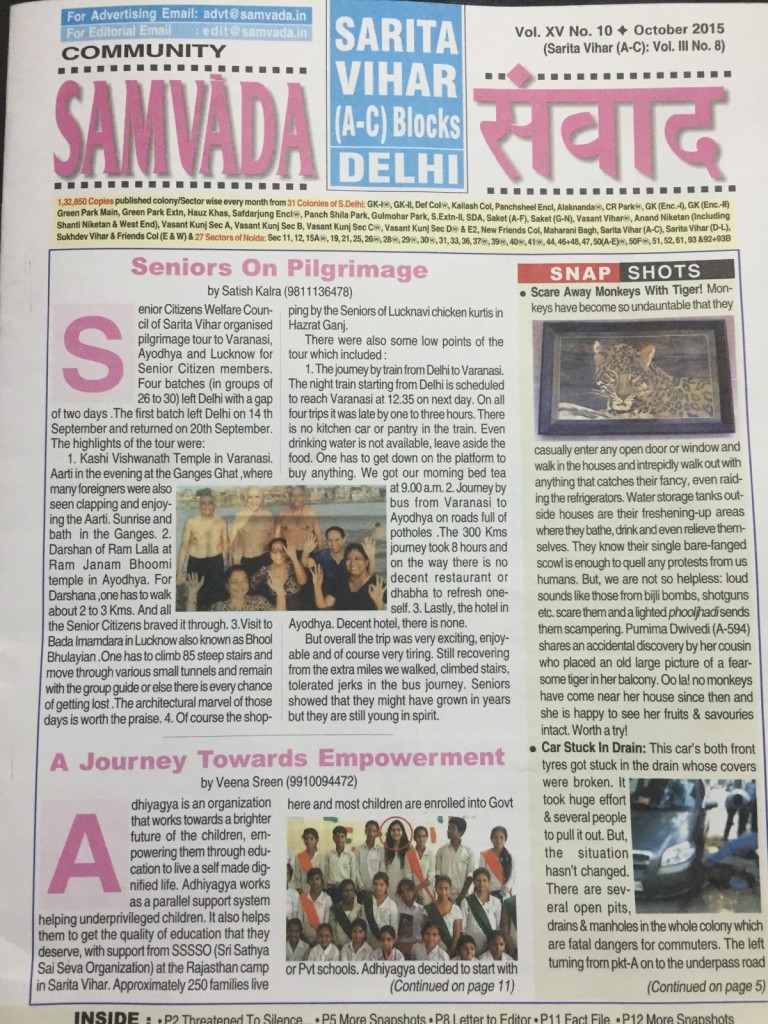 For Advertising Email: advt@samvada.in
For Editorial Email : edit@samvada.in
COMMUNITY
SAMVĀDA
SARITA
VIHAR
(A-C) Blocks
DELHI
Vol. XV No. 10 ✦ October 2015
(Sarita Vihar (A-C): Vol. III No. 8)
संवाद
1,32,850 Copies published colony/Sector wise every month from 31 Colonies of S.Delhi: GK-I, GK-II, Def Col, Kailash Col, Panchsheel Encl, Alaknanda, CR Park, GK (Enc.-I), GK (Enc.-II)
Green Park Main, Green Park Extn, Hauz Khas, Safdarjung Encl, Panch Shila Park, Gulmohar Park, S.Extn-II, SDA, Saket (A-F), Saket (G-N), Vasant Vihar, Anand Niketan (Including
Shanti Niketan & West End), Vasant Kunj Sec A, Vasant Kunj Sec B, Vasant Kunj Sec C, Vasant Kunj Sec D & E2, New Friends Col, Maharani Bagh, Sarita Vihar (A-C), Sarita Vihar (D-L),
Sukhdev Vihar & Friends Col (E & W) & 27 Sectors of Noida: Sec 11, 12, 15A, 19, 21, 25, 26, 28, 29, 30, 31, 33, 36, 37, 39, 40, 41, 44, 46+48, 47, 50(A-E), 50F, 51, 52, 61, 93 &92+93B
Seniors On Pilgrimage
by Satish Kalra (9811136478)
Senior Citizens Welfare Coun-
cil of Sarita Vihar organised
pilgrimage tour to Varanasi,
Ayodhya and Lucknow for
Senior Citizen members.
Four batches (in groups of
26 to 30) left Delhi with a gap
of two days .The first batch left Delhi on 14 th
September and returned on 20th September.
The highlights of the tour were:
1. Kashi Vishwanath Temple in Varanasi.
Aarti in the evening at the Ganges Ghat ,where
many foreigners were also
seen clapping and enjoy-
ing the Aarti. Sunrise and
bath in the Ganges. 2.
Darshan of Ram Lalla at
Ram Janam Bhoomi
temple in Ayodhya. For
Darshana ,one has to walk
about 2 to 3 Kms. And all
the Senior Citizens braved it through. 3.Visit to
Bada Imamdara in Lucknow also known as Bhool
Bhulayian .One has to climb 85 steep stairs and
move through various small tunnels and remain
with the group guide or else there is every chance
of getting lost .The architectural marvel of those
days is worth the praise. 4. Of course the shop-
ping by the Seniors of Lucknavi chicken kurtis in
Hazrat Ganj.
There were also some low points of the
tour which included :
1. The journey by train from Delhi to Varanasi.
The night train starting from Delhi is scheduled
to reach Varanasi at 12.35 on next day. On all
four trips it was late by one to three hours. There
is no kitchen car or pantry in the train. Even
drinking water is not available, leave aside the
food. One has to get down on the platform to
buy anything. We got our morning bed tea
at 9.00 a.m. 2. Journey by
bus from Varanasi to
Ayodhya on roads full of
potholes .The 300 Kms
journey took 8 hours and
on the way there is no
decent restaurant or
dhabha to refresh one-
self. 3. Lastly, the hotel in
Ayodhya. Decent hotel, there is none.
But overall the trip was very exciting, enjoy-
able and of course very tiring. Still recovering
from the extra miles we walked, climbed stairs,
tolerated jerks in the bus journey. Seniors
showed that they might have grown in years
but they are still young in spirit.
A Journey Towards Empowerment
by Veena Sreen (9910094472)
Adhiyagya is an organization
that works towards a brighter
future of the children, em-
powering them through edu-
cation to live a self made dig-
nified life. Adhiyagya works
as a parallel support system
helping underprivileged children. It also helps
them to get the quality of education that they
deserve, with support from SSSSO (Sri Sathya
Sai Seva Organization) at the Rajasthan camp
in Sarita Vihar. Approximately 250 families live
here and most children are enrolled into Govt
or Pvt schools. Adhiyagya decided to start with
(Continued on page 11)
SNAP SHOTS
• Scare Away Monkeys With Tiger! Mon-
keys have become so undauntable that they
casually enter any open door or window and
walk in the houses and intrepidly walk out with
anything that catches their fancy, even raid-
ing the refrigerators. Water storage tanks out-
side houses are their freshening-up areas
where they bathe, drink and even relieve them-
selves. They know their single bare-fanged
scowl is enough to quell any protests from us
humans. But, we are not so helpless: loud
sounds like those from bijli bombs, shotguns
etc. scare them and a lighted phooljhadi sends
them scampering. Purnima Dwivedi (A-594)
shares an accidental discovery by her cousin
who placed an old large picture of a fear-
some tiger in her balcony. Oo la! no monkeys
have come near her house since then and
she is happy to see her fruits & savouries
intact. Worth a try!
• Car Stuck In Drain: This car's both front
tyres got stuck in the drain whose covers
were broken. It
took huge effort
& several people
to pull it out. But,
the situation
hasn't changed.
There are sev-
eral open pits,
drains & manholes in the whole colony which
are fatal dangers for commuters. The left
turning from pkt-A on to the underpass road
(Continued on page 5)
INSIDE : • P2 Threatened To Silence... • P5 More Snapshots • P8 Letter to Editor • P11 Fact File • P12 More Snapshots